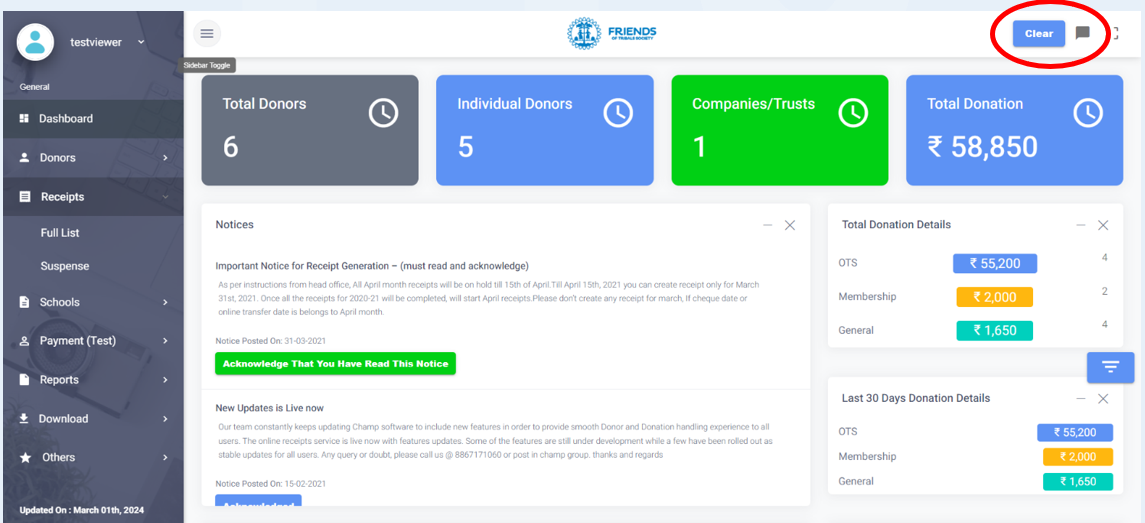 testviewer
FRIENDS
OF TRIBALS SOCIETY
Clear
Sidebar Toggle
General
Dashboard
Donors
Receipts
Full List
Suspense
Schools
Payment (Test)
Reports
Download
Others
Updated On : March 01th, 2024
Total Donors
6
Individual Donors
5
Companies/Trusts
1
Total Donation
₹ 58,850
Notices
Important Notice for Receipt Generation – (must read and acknowledge)
As per instructions from head office, All April month receipts will be on hold till 15th of April.Till April 15th, 2021 you can create receipt only for March
31st, 2021. Once all the receipts for 2020-21 will be completed, will start April receipts.Please don't create any receipt for march, If cheque date or
online transfer date is belongs to April month.
Notice Posted On: 31-03-2021
Acknowledge That You Have Read This Notice
New Updates is Live now
Our team constantly keeps updating Champ software to include new features in order to provide smooth Donor and Donation handling experience to all
users. The online receipts service is live now with features updates. Some of the features are still under development while a few have been rolled out as
stable updates for all users. Any query or doubt, please call us @ 8867171060 or post in champ group. thanks and regards
Notice Posted On: 15-02-2021
Acknowledged
Total Donation Details
OTS ₹ 55,200 4
Membership ₹ 2,000 2
General ₹ 1,650 4
Last 30 Days Donation Details
OTS ₹ 55,200
Membership ₹ 2,000
General ₹ 1,650